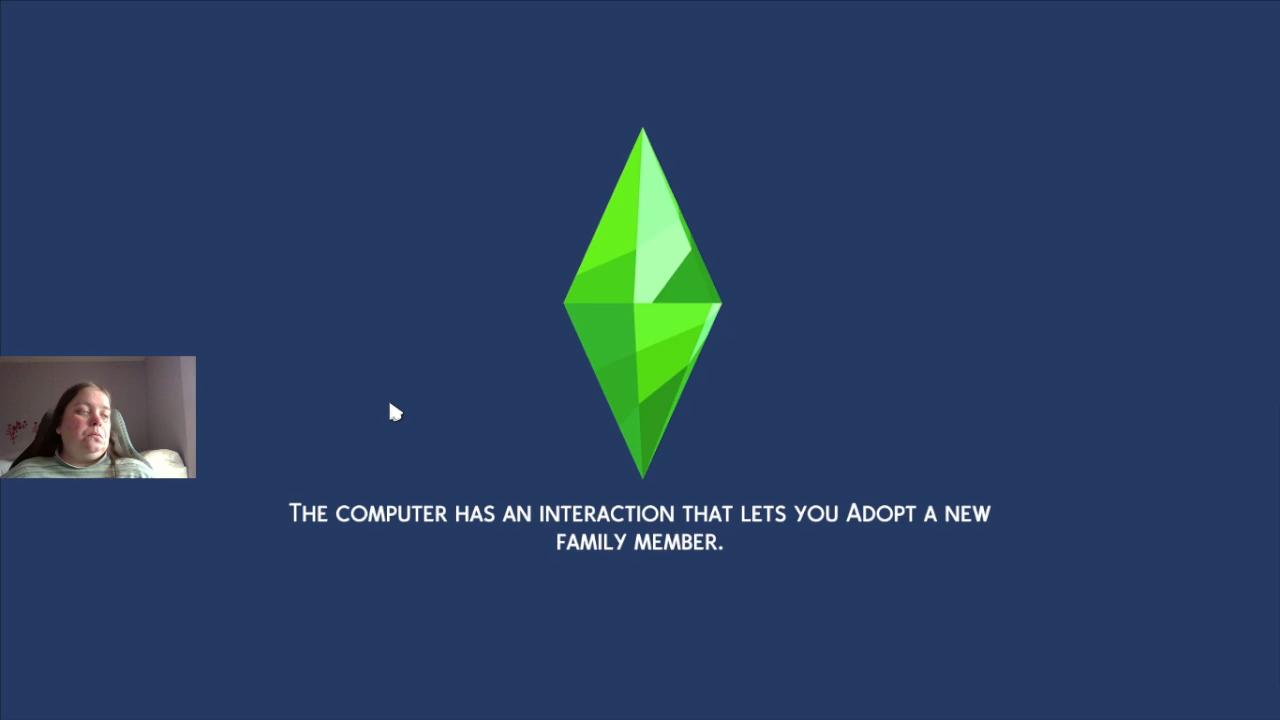 The computer has an interaction that lets you Adopt a new
family member.